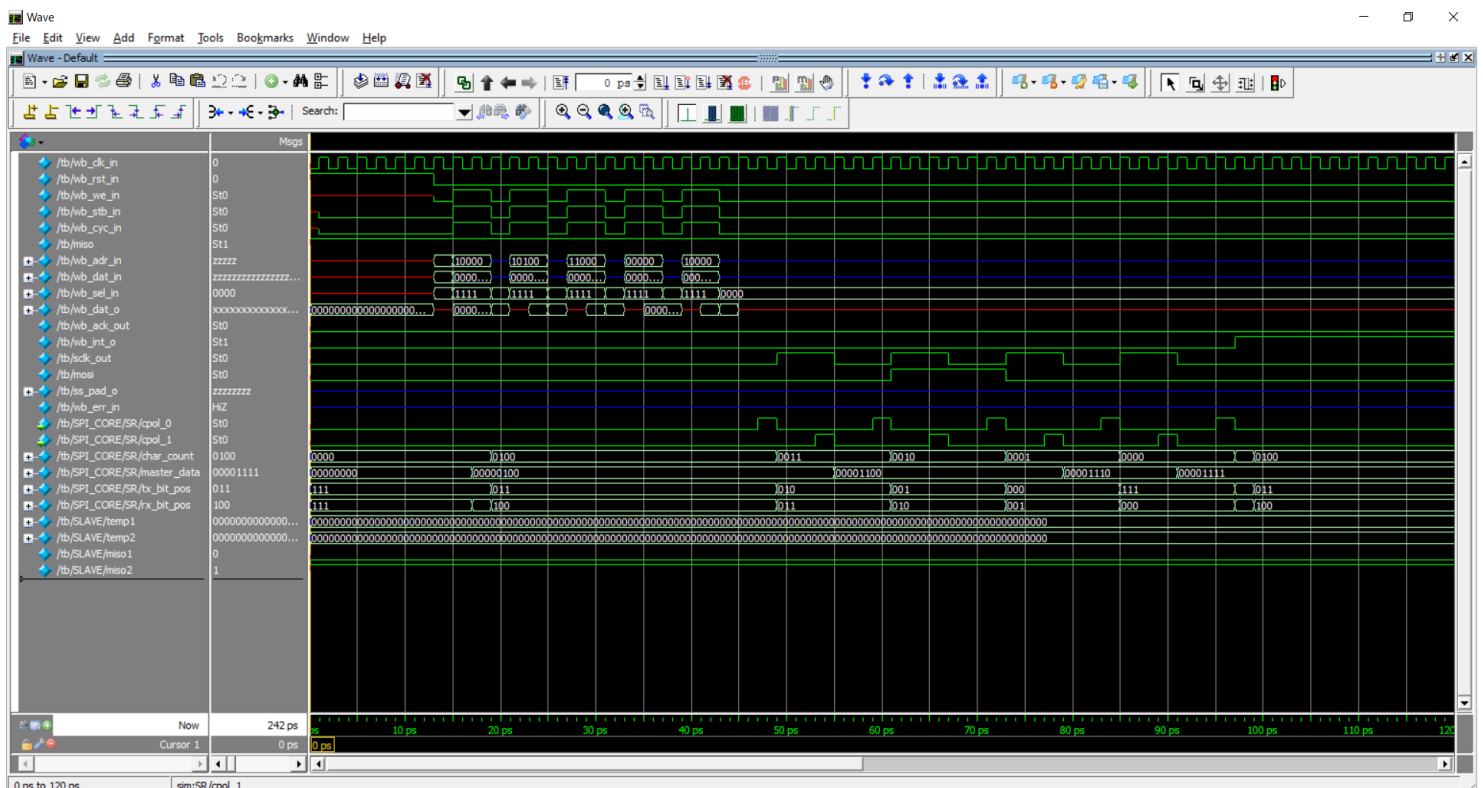 Wave
File Edit View Add Format Tools Bookmarks Window Help
Wave - Default
0 ps
Search:
Msgs
/tb/wb_clk_in 0
/tb/wb_rst_in 0
/tb/wb_we_in St0
/tb/wb_stb_in St0
/tb/wb_cyc_in St0
/tb/miso St1
/tb/wb_adr_in zzzzz 10000 10100 11000 00000 10000
/tb/wb_dat_in zzzzzzzzzzzzzzzz... 0000... 0000... 0000... 0000... 000...
/tb/wb_sel_in 0000 1111 1111 1111 1111 1111 0000
/tb/wb_dat_o xxxxxxxxxxxxx... 000000000000000000... 0000... 0000...
/tb/wb_ack_out St0
/tb/wb_int_o St1
/tb/sclk_out St0
/tb/mosi St0
/tb/ss_pad_o zzzzzzzz
/tb/wb_err_in HiZ
/tb/SPI_CORE/SR/cpol_0 St0
/tb/SPI_CORE/SR/cpol_1 St0
/tb/SPI_CORE/SR/char_count 0100 0000 0100 0011 0010 0001 0000 0100
/tb/SPI_CORE/SR/master_data 00001111 00000000 00000100 00001100 00001110 00001111
/tb/SPI_CORE/SR/tx_bit_pos 011 111 011 010 001 000 111 011
/tb/SPI_CORE/SR/rx_bit_pos 100 111 100 011 010 001 000 100
/tb/SLAVE/temp1 0000000000000...
/tb/SLAVE/temp2 0000000000000...
/tb/SLAVE/miso1 0
/tb/SLAVE/miso2 1
Now 242 ps
ps 10 ps 20 ps 30 ps 40 ps 50 ps 60 ps 70 ps 80 ps 90 ps 100 ps 110 ps 120
Cursor 1 0 ps 0 ps
0 ps to 120 ps sim:SR/cpol_1